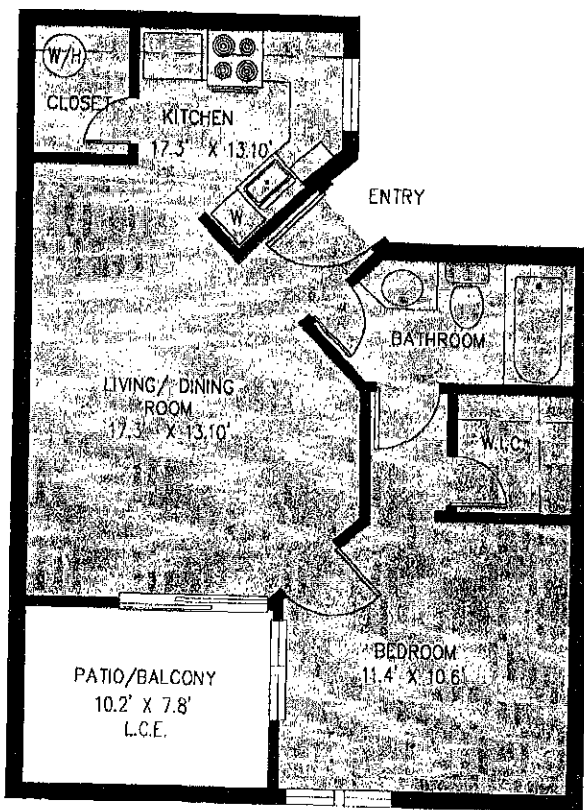 W/H
CLOSET
KITCHEN
17.3' X 13.10'
W
ENTRY
BATHROOM
LIVING/ DINING
ROOM
17.3' X 13.10'
W.I.C.
BEDROOM
11.4' X 10.6'
PATIO/BALCONY
10.2' X 7.8'
L.C.E.